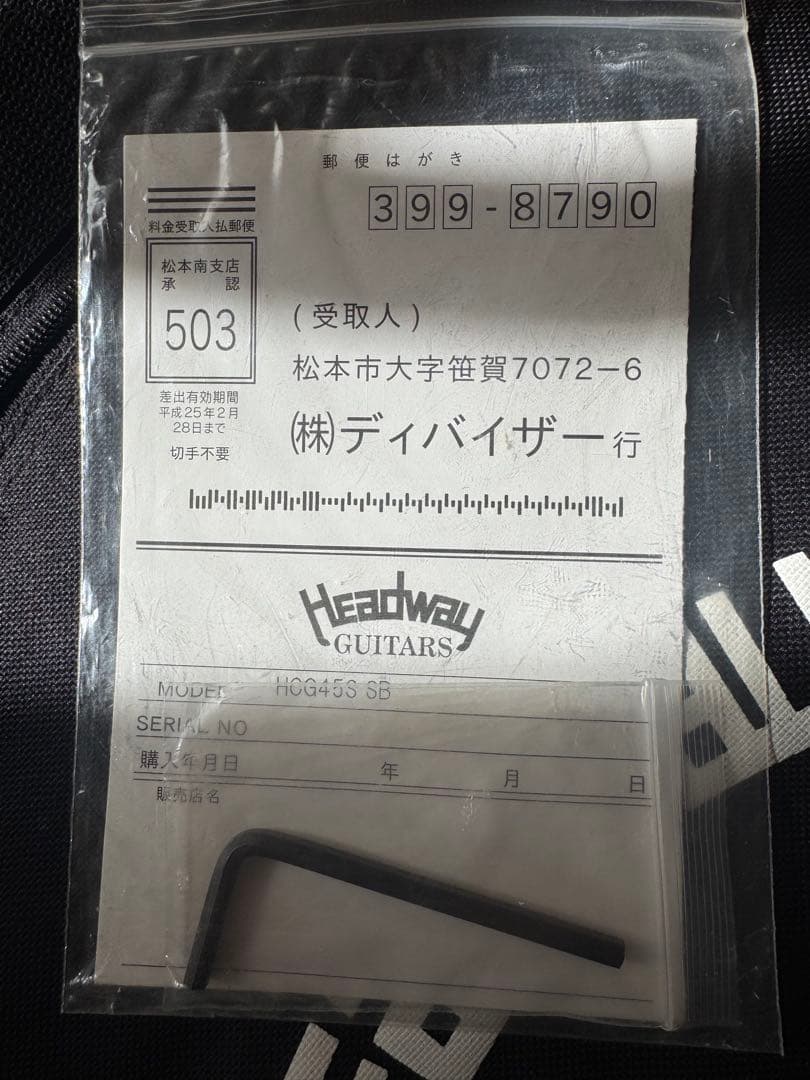 郵便はがき
399-8790
料金受取人払郵便
松本南支店
承認
503
差出有効期間
平成25年2月
28日まで
切手不要
(受取人)
松本市大字笹賀7072-6
㈱ディバイザー行
Headway
GUITARS
MODEL HCG45S SB
SERIAL NO
購入年月日 年 月 日
販売店名